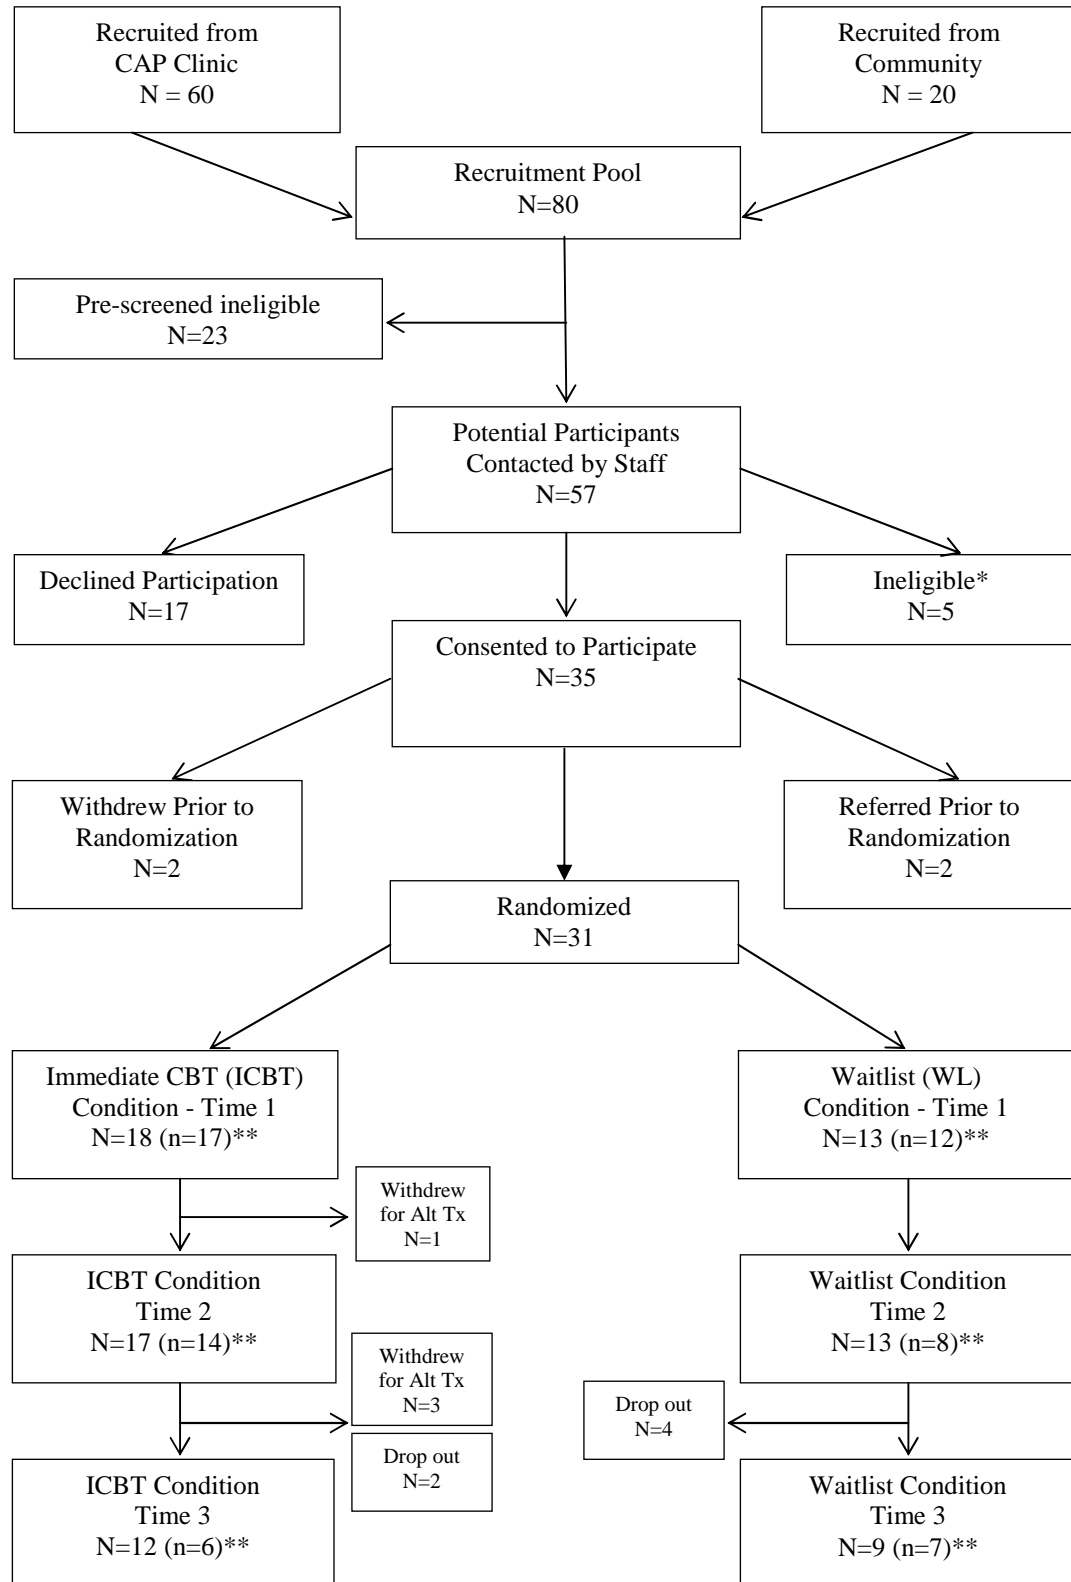 Recruited from
CAP Clinic
N = 60
Recruited from
Community
N = 20
Recruitment Pool
N=80
Pre-screened ineligible
N=23
Potential Participants
Contacted by Staff
N=57
Declined Participation
N=17
Ineligible*
N=5
Consented to Participate
N=35
Withdrew Prior to
Randomization
N=2
Referred Prior to
Randomization
N=2
Randomized
N=31
Immediate CBT (ICBT)
Condition - Time 1
N=18 (n=17)**
Waitlist (WL)
Condition - Time 1
N=13 (n=12)**
Withdrew
for Alt Tx
N=1
ICBT Condition
Time 2
N=17 (n=14)**
Waitlist Condition
Time 2
N=13 (n=8)**
Withdrew
for Alt Tx
N=3
Drop out
N=2
Drop out
N=4
ICBT Condition
Time 3
N=12 (n=6)**
Waitlist Condition
Time 3
N=9 (n=7)**